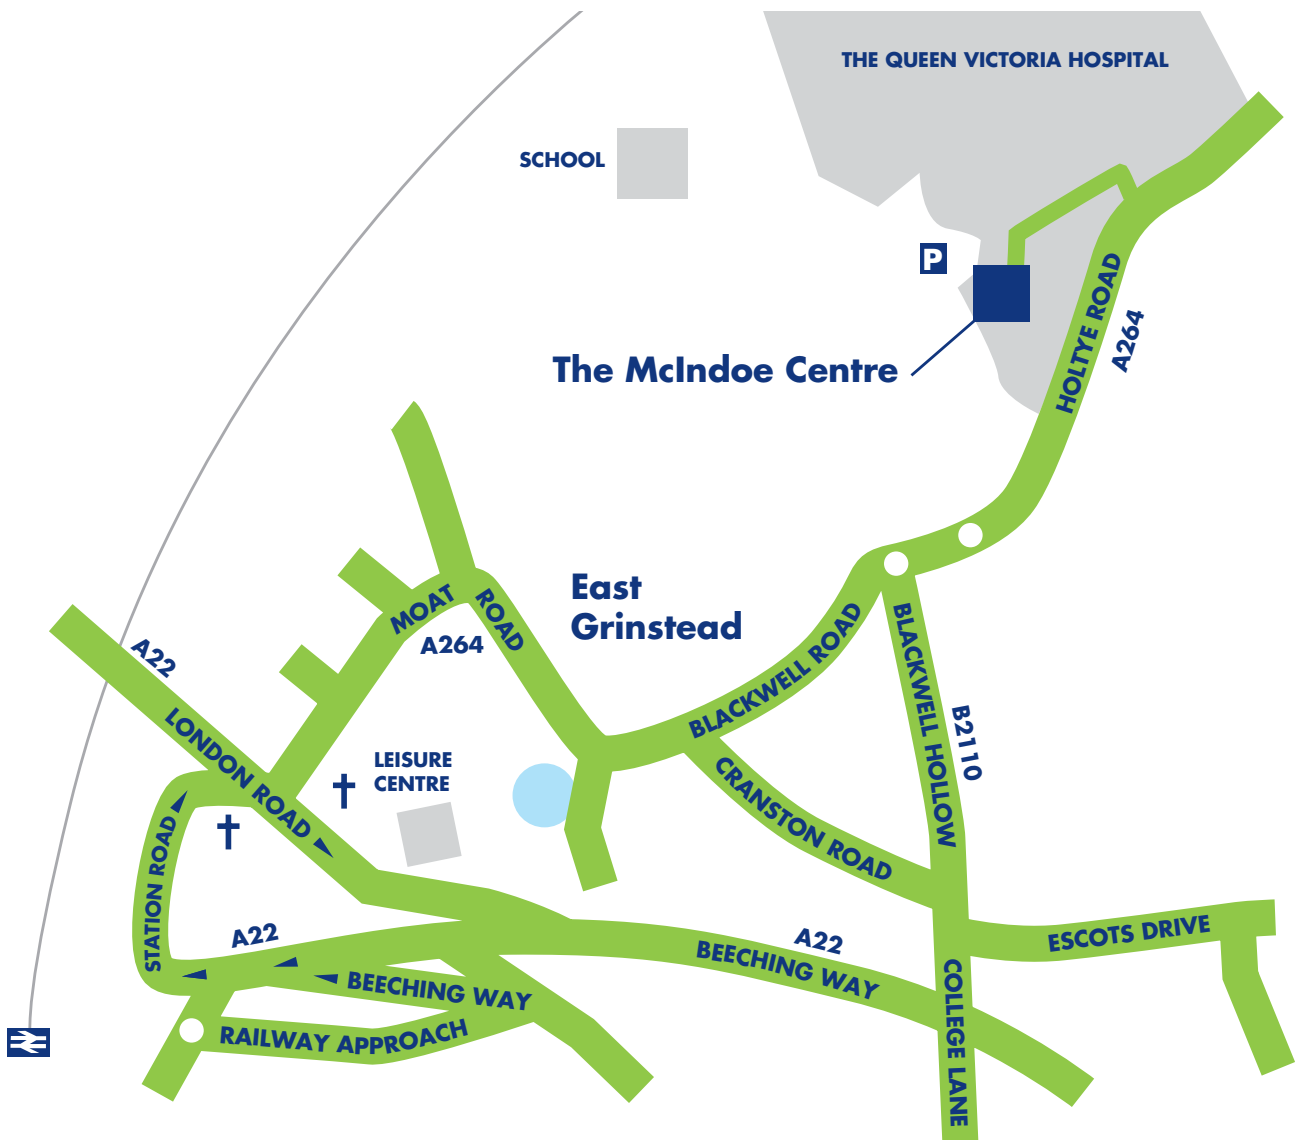 THE QUEEN VICTORIA HOSPITAL
SCHOOL
P
HOLTYE ROAD
A264
The McIndoe Centre
East
Grinstead
MOAT ROAD
A264
A22
LONDON ROAD
BLACKWELL ROAD
BLACKWELL HOLLOW
B2110
LEISURE
CENTRE
CRANSTON ROAD
STATION ROAD
A22
A22
BEECHING WAY
ESCOTS DRIVE
BEECHING WAY
RAILWAY APPROACH
COLLEGE LANE